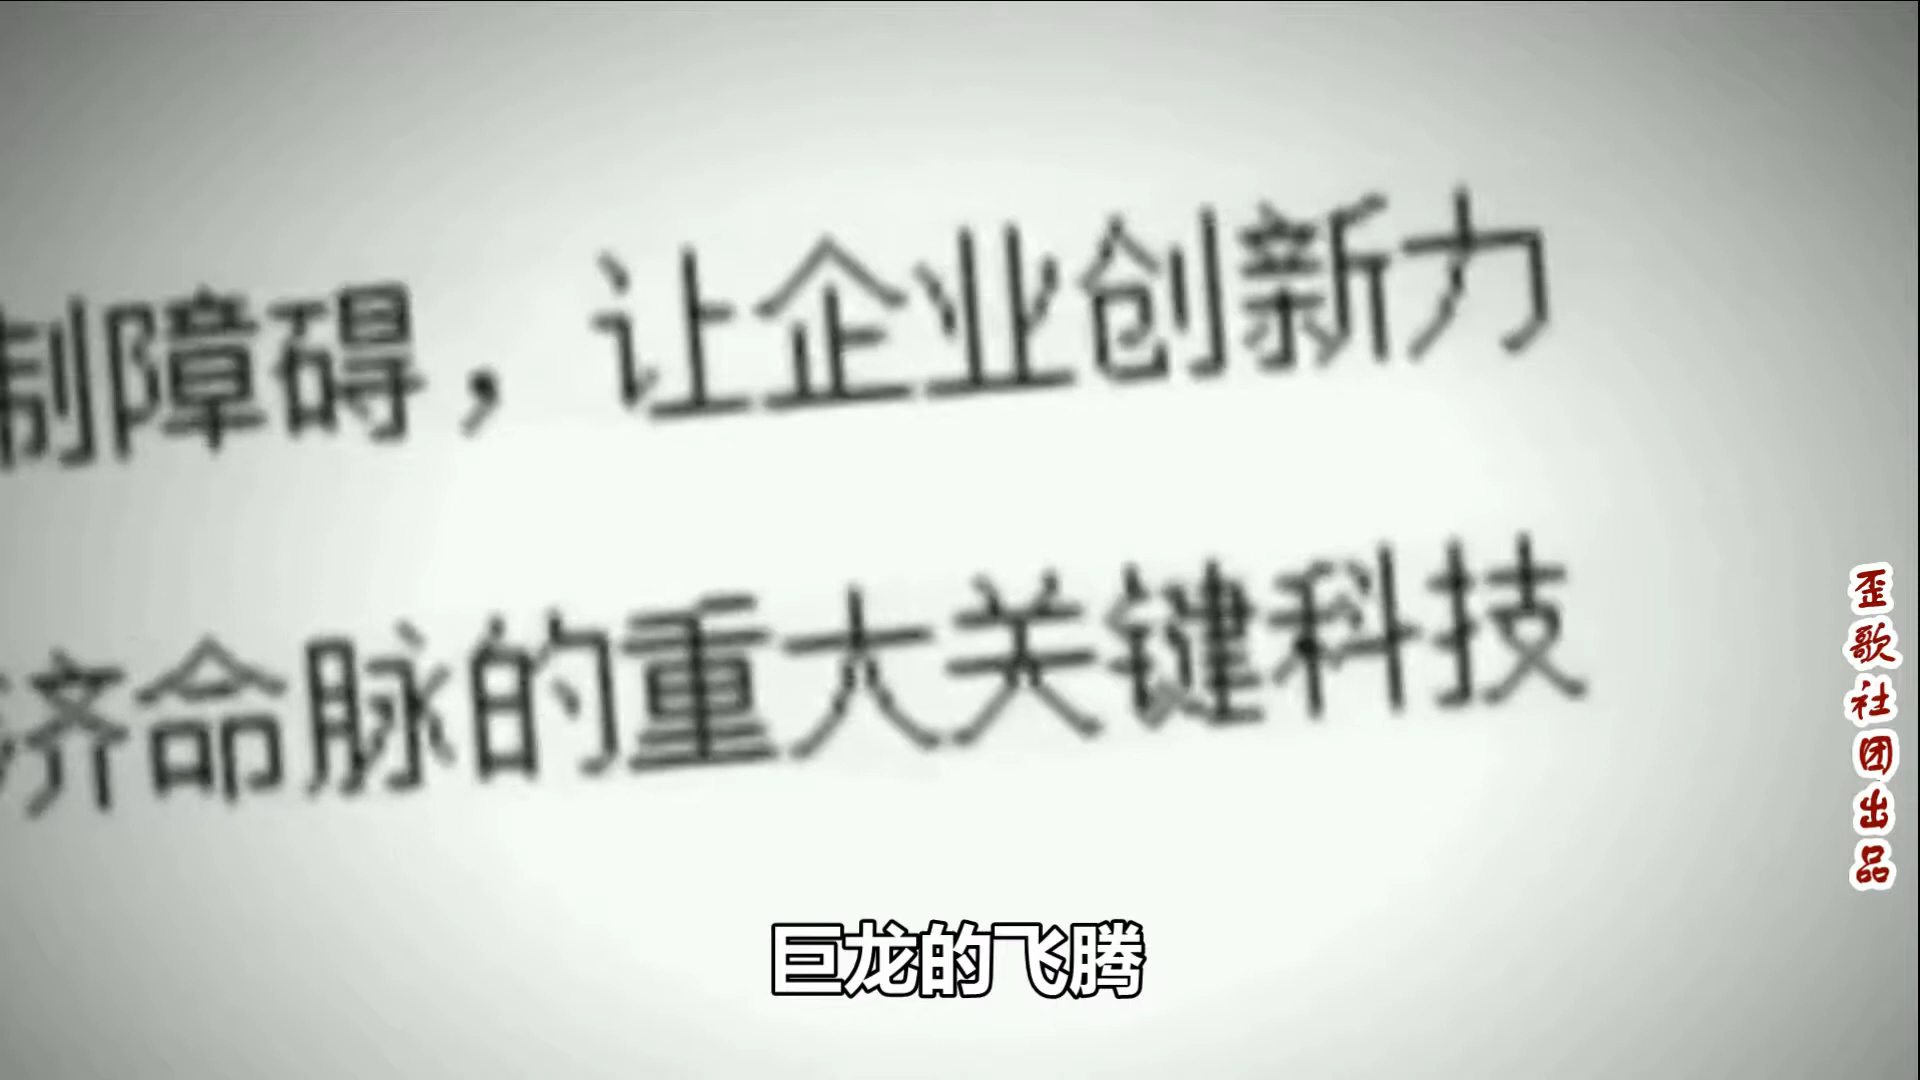 制障碍，让企业创新力
济命脉的重大关键科技
歪歌社团出品
巨龙的飞腾